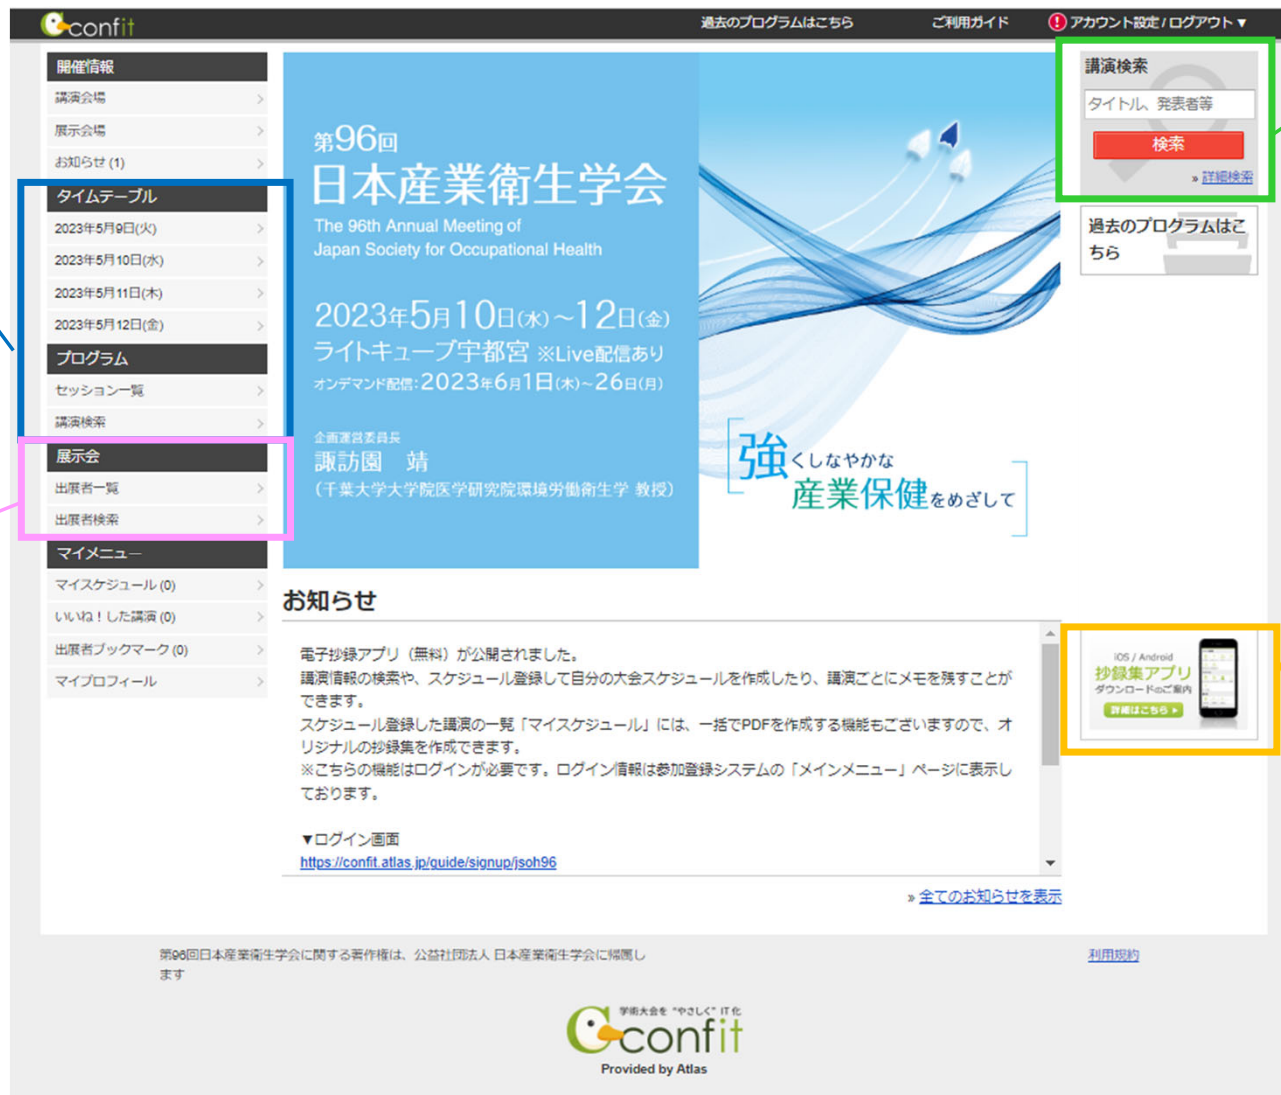 confit
過去のプログラムはこちら
ご利用ガイド
! アカウント設定 / ログアウト ▼
開催情報
講演会場
展示会場
お知らせ (1)
タイムテーブル
2023年5月9日(火)
2023年5月10日(水)
2023年5月11日(木)
2023年5月12日(金)
プログラム
セッション一覧
講演検索
展示会
出展者一覧
出展者検索
マイメニュー
マイスケジュール (0)
いいね！した講演 (0)
出展者ブックマーク (0)
マイプロフィール
第96回
日本産業衛生学会
The 96th Annual Meeting of
Japan Society for Occupational Health
2023年5月10日(水)～12日(金)
ライトキューブ宇都宮 ※Live配信あり
オンデマンド配信:2023年6月1日(木)~26日(月)
企画運営委員長
諏訪園 靖
（千葉大学大学院医学研究院環境労働衛生学 教授）
強くしなやかな
産業保健をめざして
講演検索
タイトル、発表者等
検索
» 詳細検索
過去のプログラムはこ
ちら
お知らせ
電子抄録アプリ（無料）が公開されました。
講演情報の検索や、スケジュール登録して自分の大会スケジュールを作成したり、講演ごとにメモを残すことが
できます。
スケジュール登録した講演の一覧「マイスケジュール」には、一括でPDFを作成する機能もございますので、オ
リジナルの抄録集を作成できます。
※こちらの機能はログインが必要です。ログイン情報は参加登録システムの「メインメニュー」ページに表示し
ております。
▼ログイン画面
https://confit.atlas.jp/guide/signup/jsoh96
» 全てのお知らせを表示
iOS / Android
抄録集アプリ
ダウンロードのご案内
詳細はこちら
第96回日本産業衛生学会に関する著作権は、公益社団法人 日本産業衛生学会に帰属し
ます
利用規約
学術大会を "やさしく" IT化
confit
Provided by Atlas